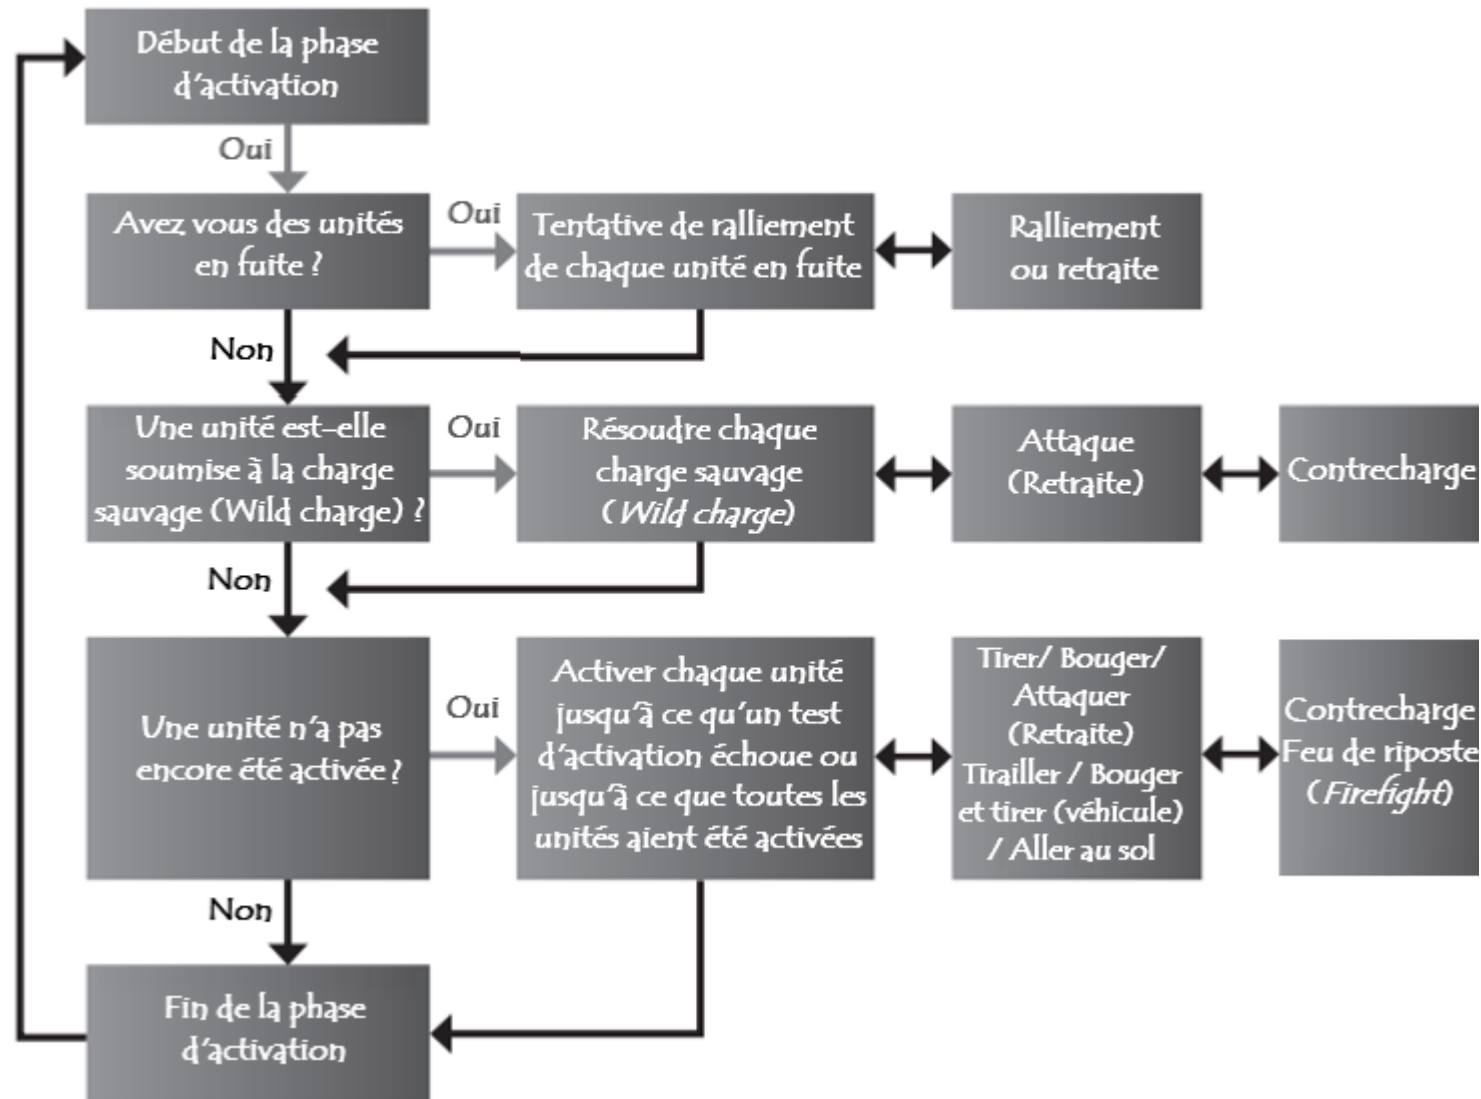 Début de la phase
d'activation
Oui
Avez vous des unités
en fuite ?
Oui
Tentative de ralliement
de chaque unité en fuite
Ralliement
ou retraite
Non
Une unité est-elle
soumise à la charge
sauvage (Wild charge) ?
Oui
Résoudre chaque
charge sauvage
(Wild charge)
Attaque
(Retraite)
Contrecharge
Non
Une unité n'a pas
encore été activée ?
Oui
Activer chaque unité
jusqu'à ce qu'un test
d'activation échoue ou
jusqu'à ce que toutes les
unités aient été activées
Tirer/ Bouger/
Attaquer
(Retraite)
Tirailler / Bouger
et tirer (véhicule)
/ Aller au sol
Contrecharge
Feu de riposte
(Firefight)
Non
Fin de la phase
d'activation